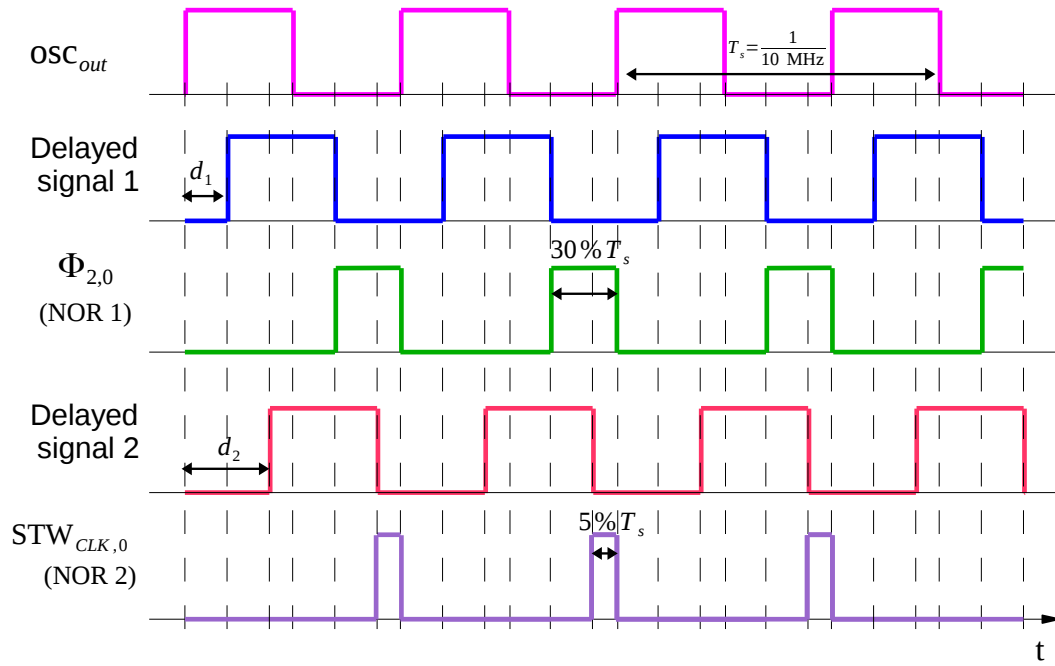 osc_out
T_s = 1/10 MHz
Delayed
signal 1
d_1
Φ_2,0
(NOR 1)
30% T_s
Delayed
signal 2
d_2
STW_CLK,0
(NOR 2)
5% T_s
t